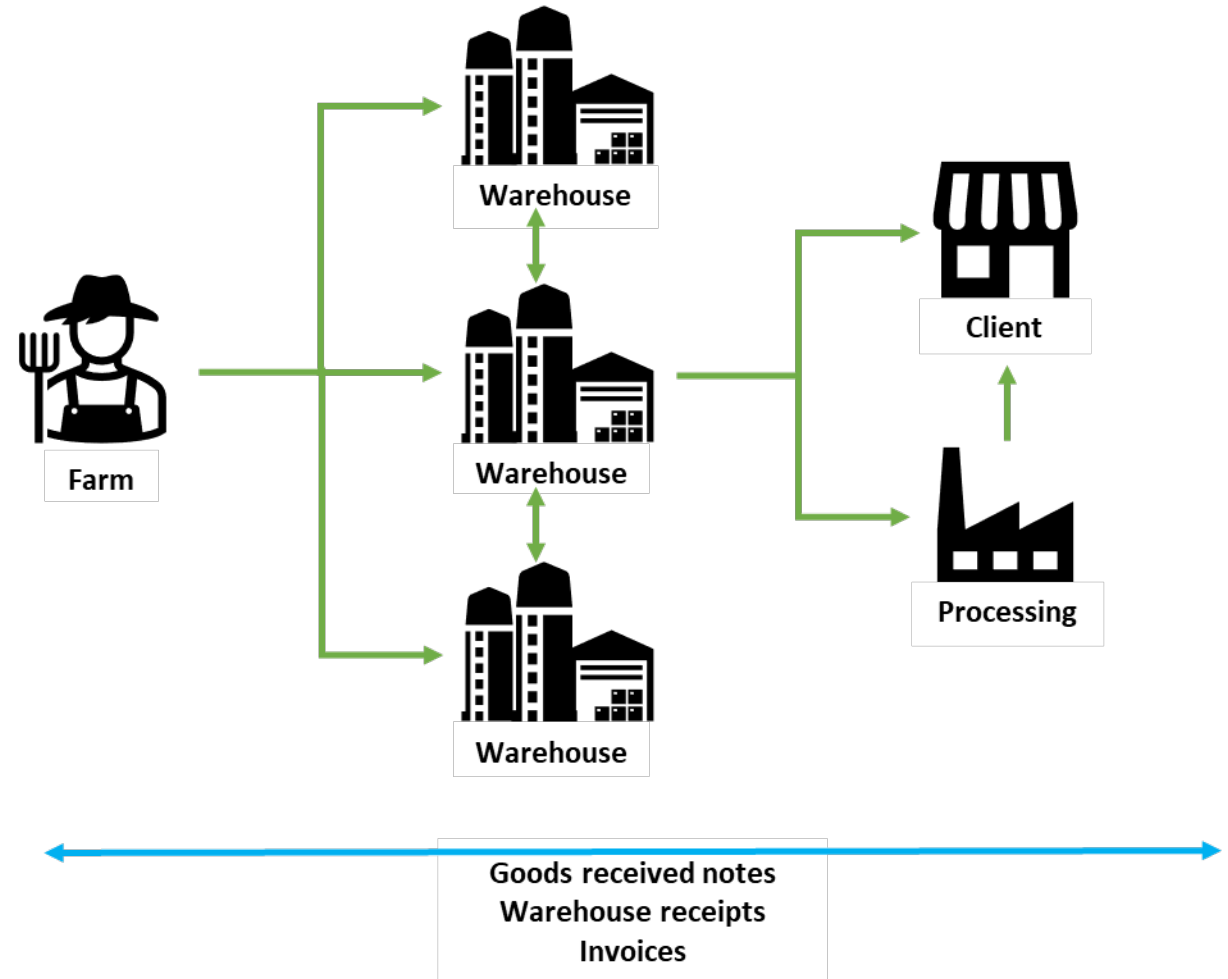 Warehouse
Client
Warehouse
Farm
Processing
Warehouse
Goods received notes
Warehouse receipts
Invoices